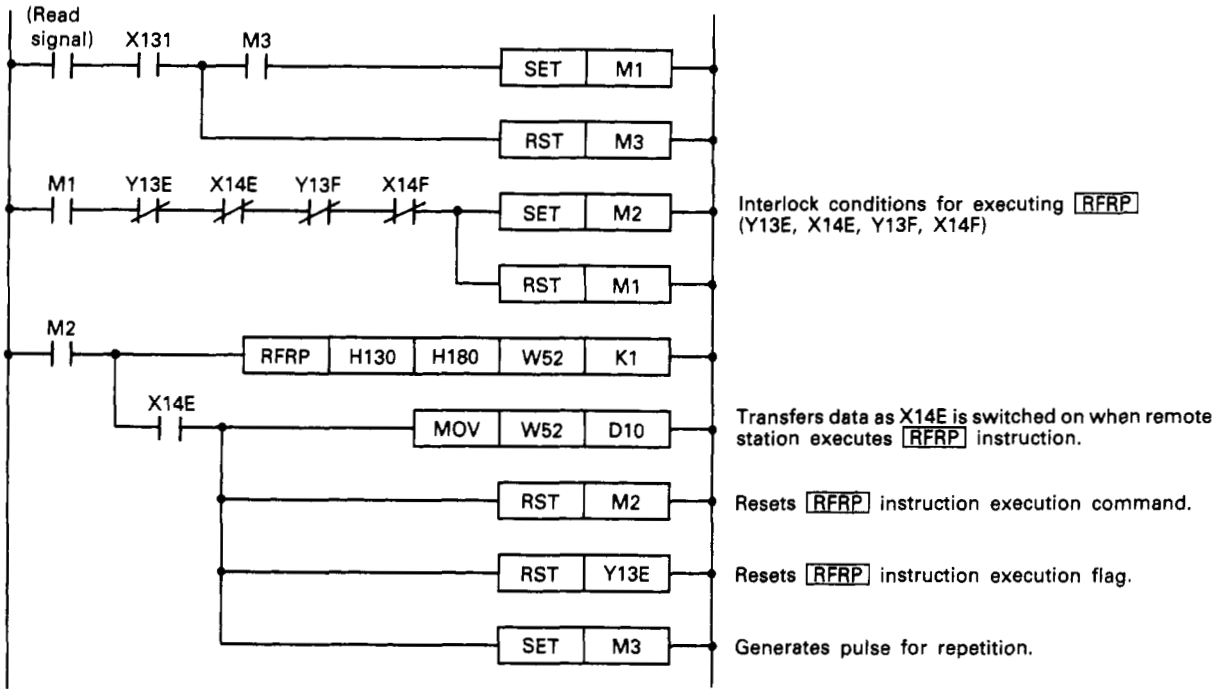 (Read
signal) X131 M3
SET M1
RST M3
M1 Y13E X14E Y13F X14F
SET M2
Interlock conditions for executing RFRP
(Y13E, X14E, Y13F, X14F)
RST M1
M2
RFRP H130 H180 W52 K1
X14E
MOV W52 D10
Transfers data as X14E is switched on when remote
station executes RFRP instruction.
RST M2
Resets RFRP instruction execution command.
RST Y13E
Resets RFRP instruction execution flag.
SET M3
Generates pulse for repetition.